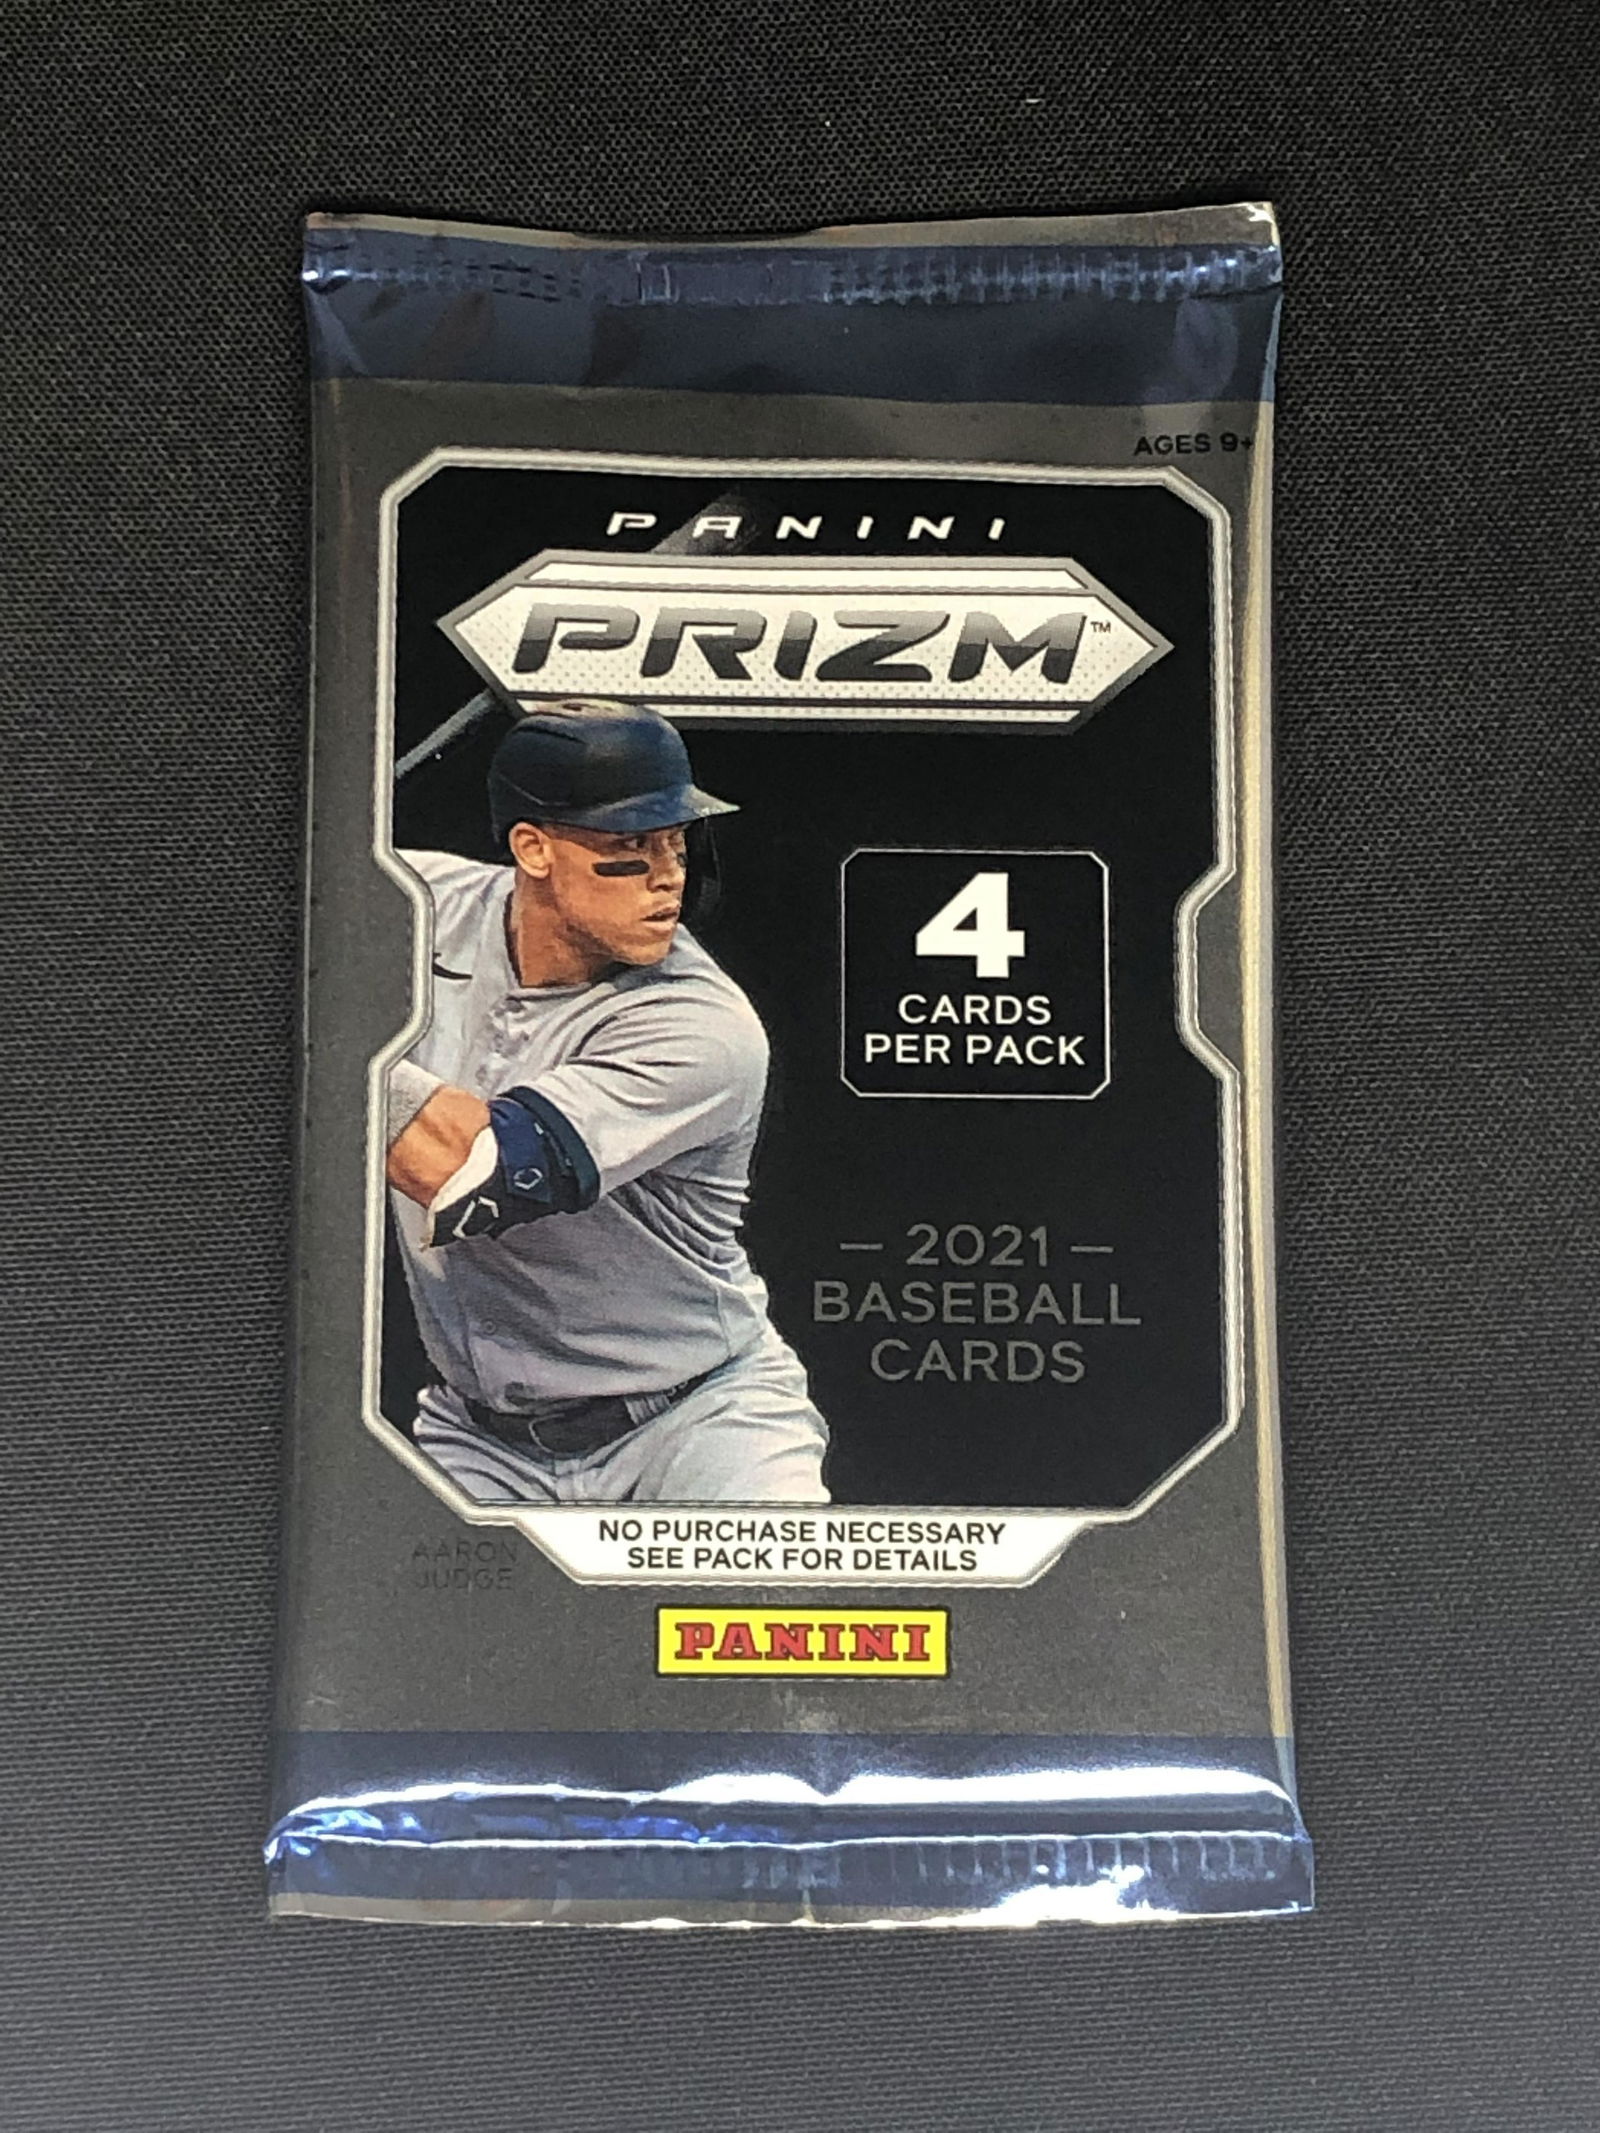 AGES 9+
PANINI
PRIZM™
4
CARDS
PER PACK
— 2021 —
BASEBALL
CARDS
NO PURCHASE NECESSARY
SEE PACK FOR DETAILS
AARON
JUDGE
PANINI